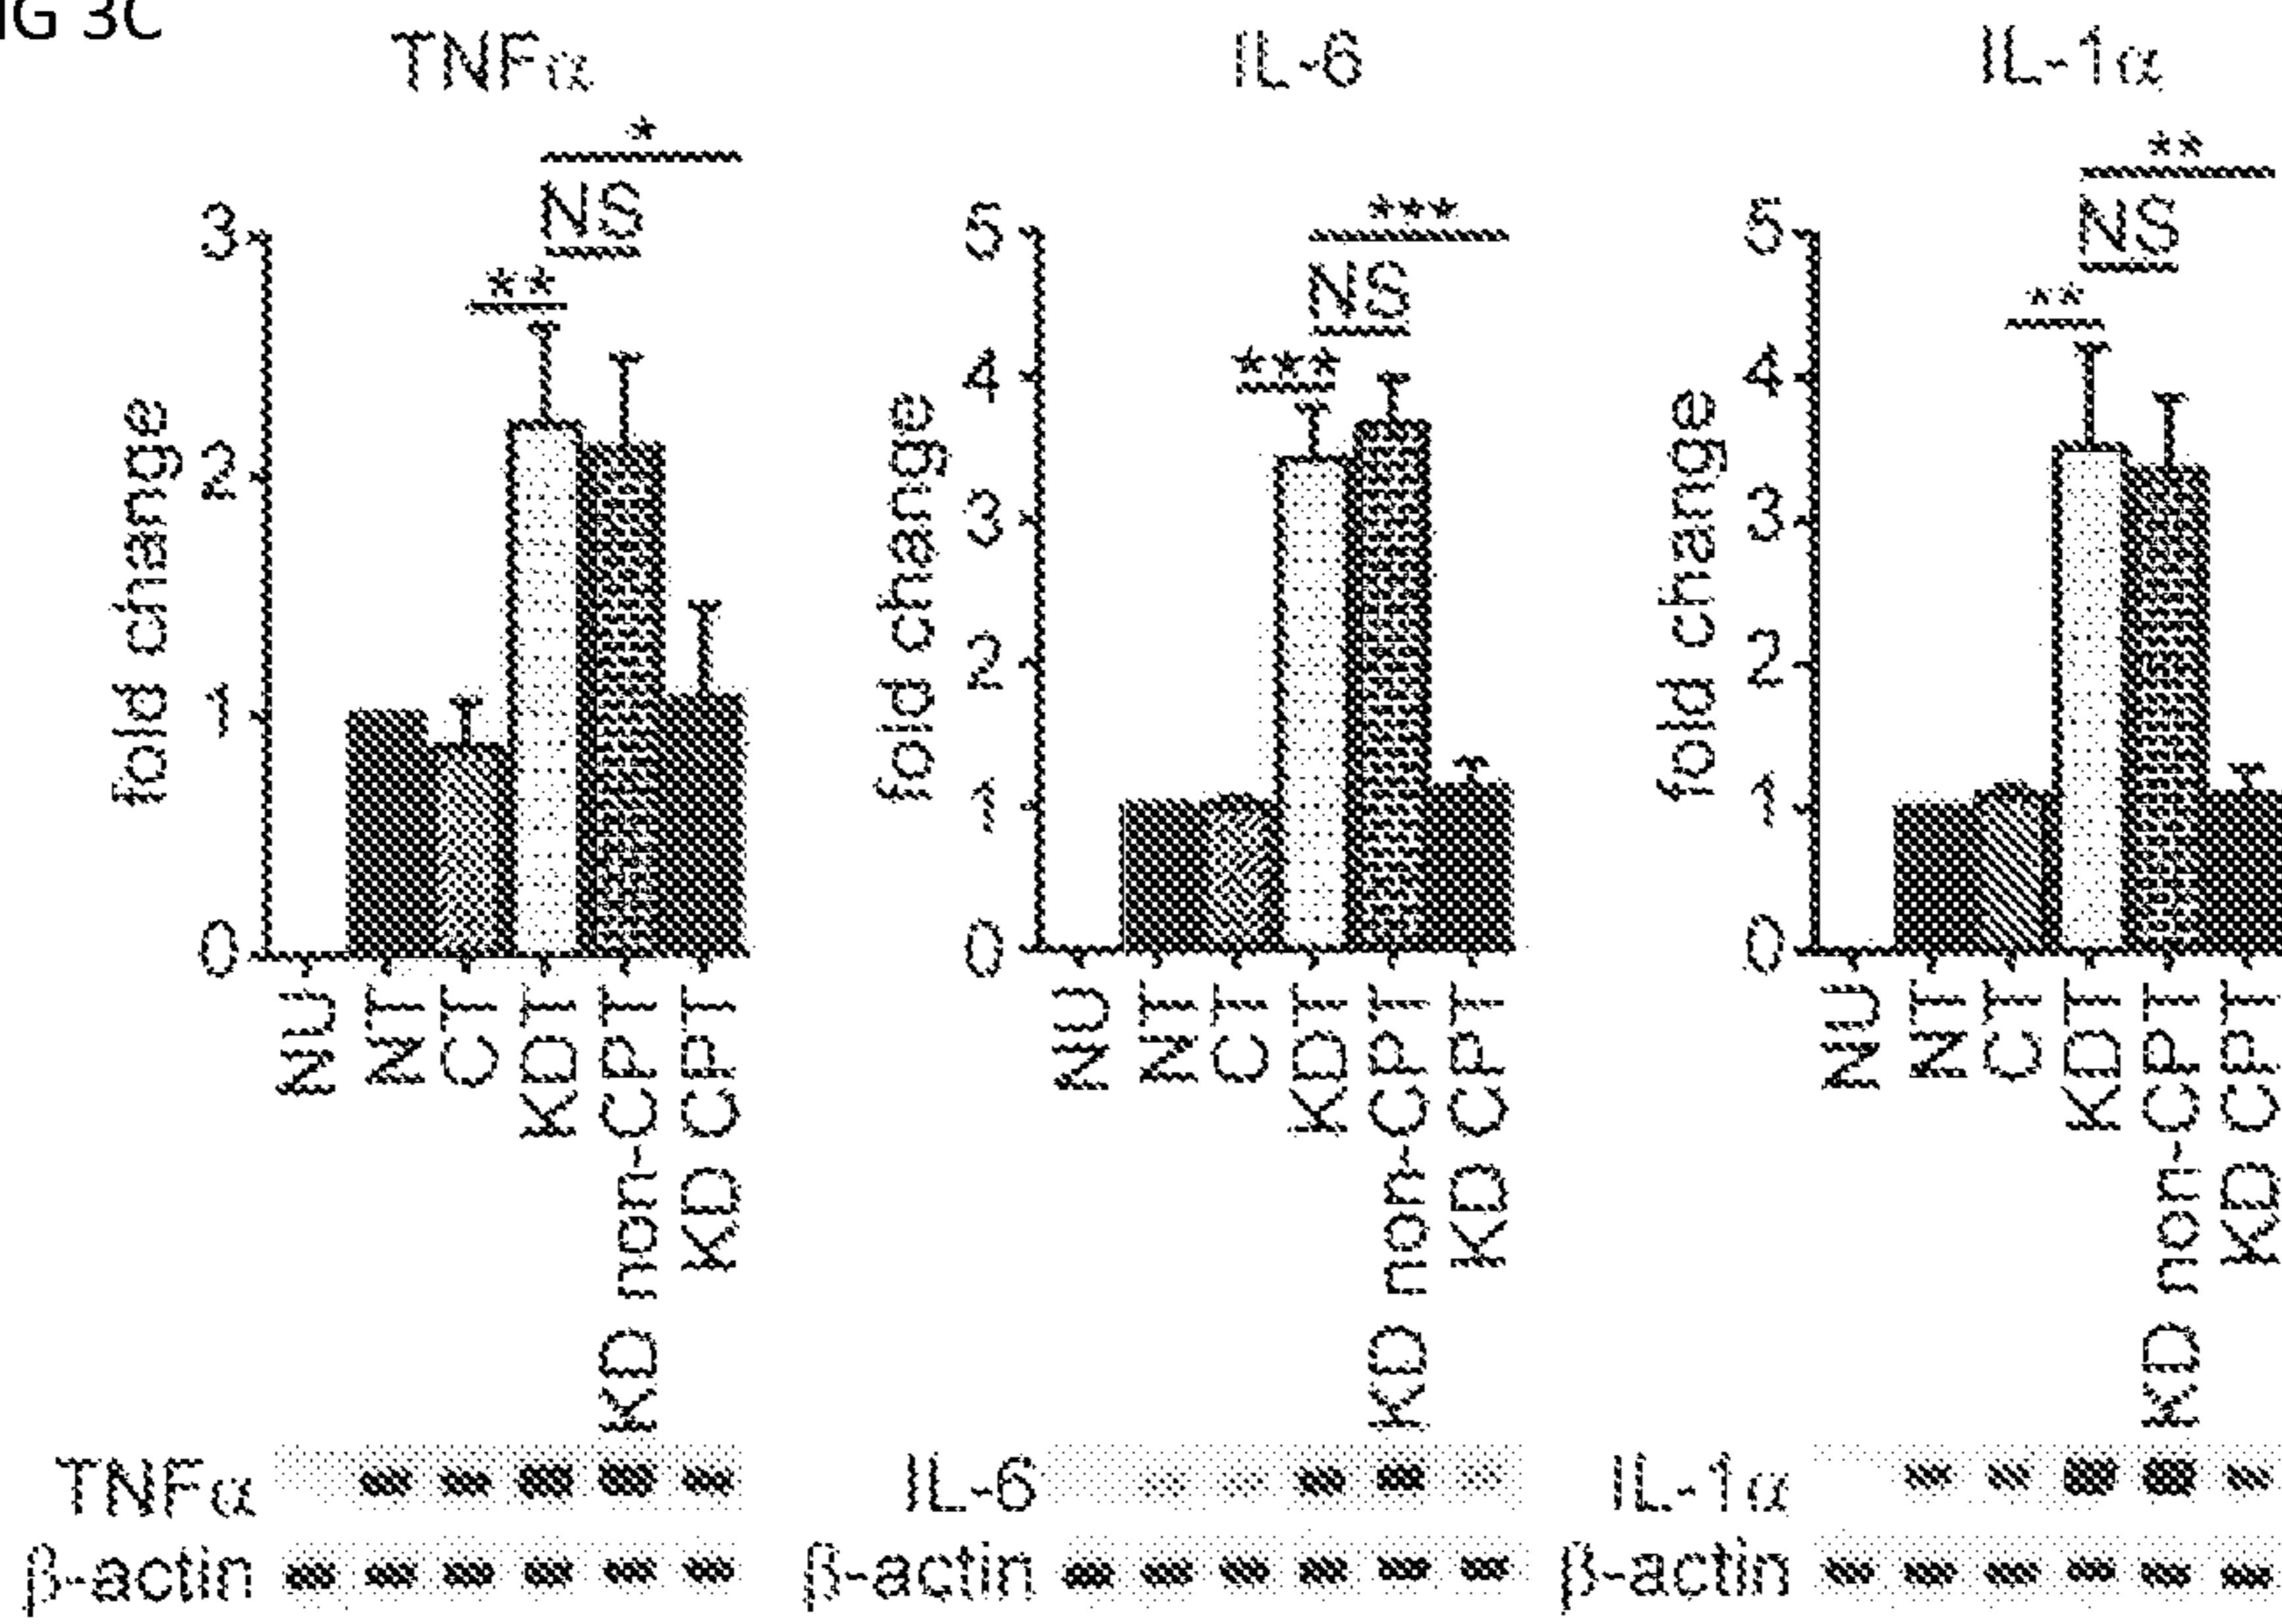 IG 3C
TNFα
*
NS
**
3
2
1
0
fold change
NU
NT
CT
KDT
KD non-CPT
KD CPT
TNFα
β-actin
IL-6
***
NS
***
5
4
3
2
1
0
fold change
NU
NT
CT
KDT
KD non-CPT
KD CPT
IL-6
β-actin
IL-1α
**
NS
**
5
4
3
2
1
0
fold change
NU
NT
CT
KDT
KD non-CPT
KD CPT
IL-1α
β-actin